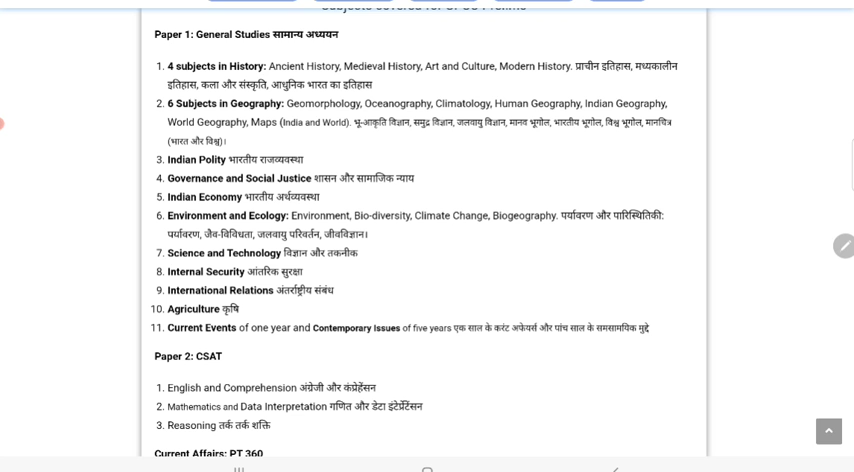 Paper 1: General Studies सामान्य अध्ययन
1. 4 subjects in History: Ancient History, Medieval History, Art and Culture, Modern History. प्राचीन इतिहास, मध्यकालीन
इतिहास, कला और संस्कृति, आधुनिक भारत का इतिहास
2. 6 Subjects in Geography: Geomorphology, Oceanography, Climatology, Human Geography, Indian Geography,
World Geography, Maps (India and World). भू-आकृति विज्ञान, समुद्र विज्ञान, जलवायु विज्ञान, मानव भूगोल, भारतीय भूगोल, विश्व भूगोल, मानचित्र
(भारत और विश्व)।
3. Indian Polity भारतीय राजव्यवस्था
4. Governance and Social Justice शासन और सामाजिक न्याय
5. Indian Economy भारतीय अर्थव्यवस्था
6. Environment and Ecology: Environment, Bio-diversity, Climate Change, Biogeography. पर्यावरण और पारिस्थितिकी:
पर्यावरण, जैव-विविधता, जलवायु परिवर्तन, जीवविज्ञान।
7. Science and Technology विज्ञान और तकनीक
8. Internal Security आंतरिक सुरक्षा
9. International Relations अंतर्राष्ट्रीय संबंध
10. Agriculture कृषि
11. Current Events of one year and Contemporary issues of five years एक साल के करंट अफेयर्स और पांच साल के समसामयिक मुद्दे
Paper 2: CSAT
1. English and Comprehension अंग्रेजी और कंप्रेहेंसन
2. Mathematics and Data Interpretation गणित और डेटा इंटेर्प्रेटेंसन
3. Reasoning तर्क तर्क शक्ति
Current Affairs: PT 360